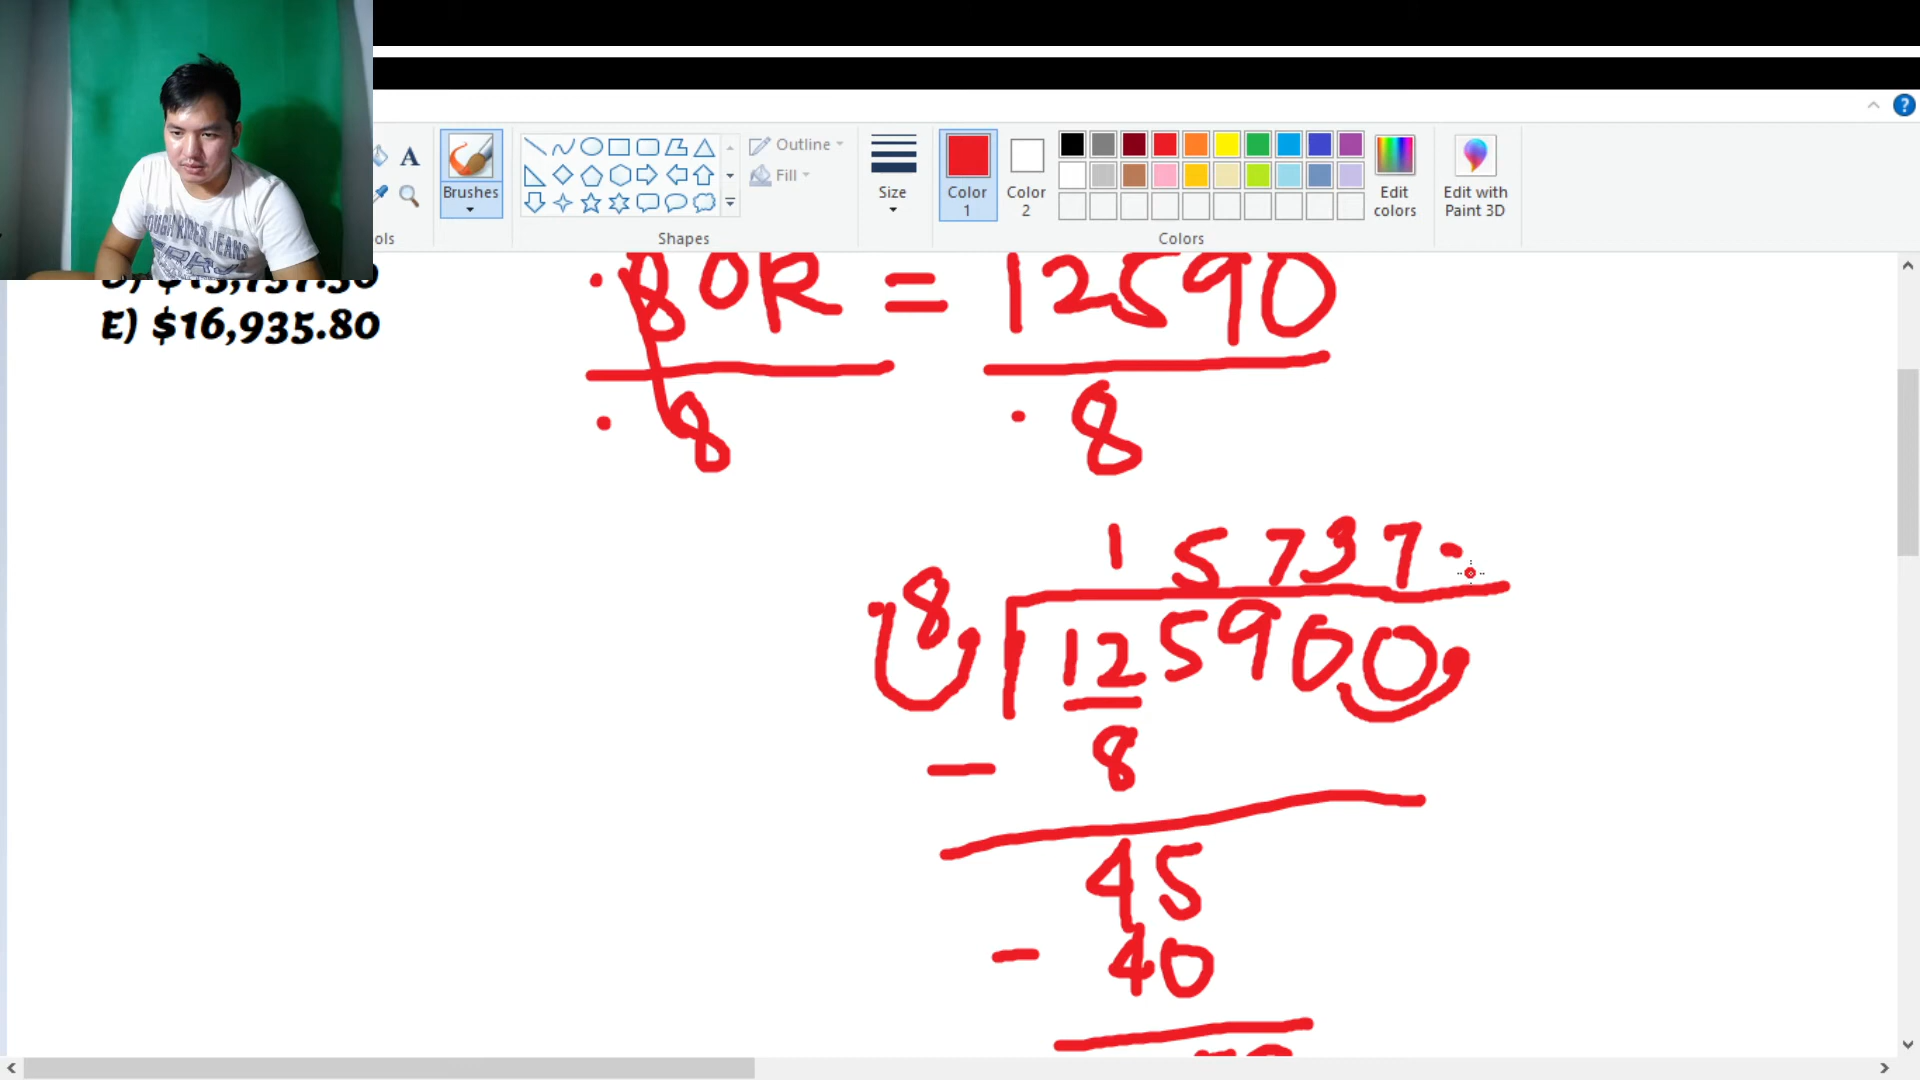 Outline
Fill
A
Brushes
Size
Color 1
Color 2
Edit colors
Edit with Paint 3D
Shapes
Colors
?
E) $16,935.80
.80R = 12590
.8 .8
15737.
8 125900
- 8
45
- 40